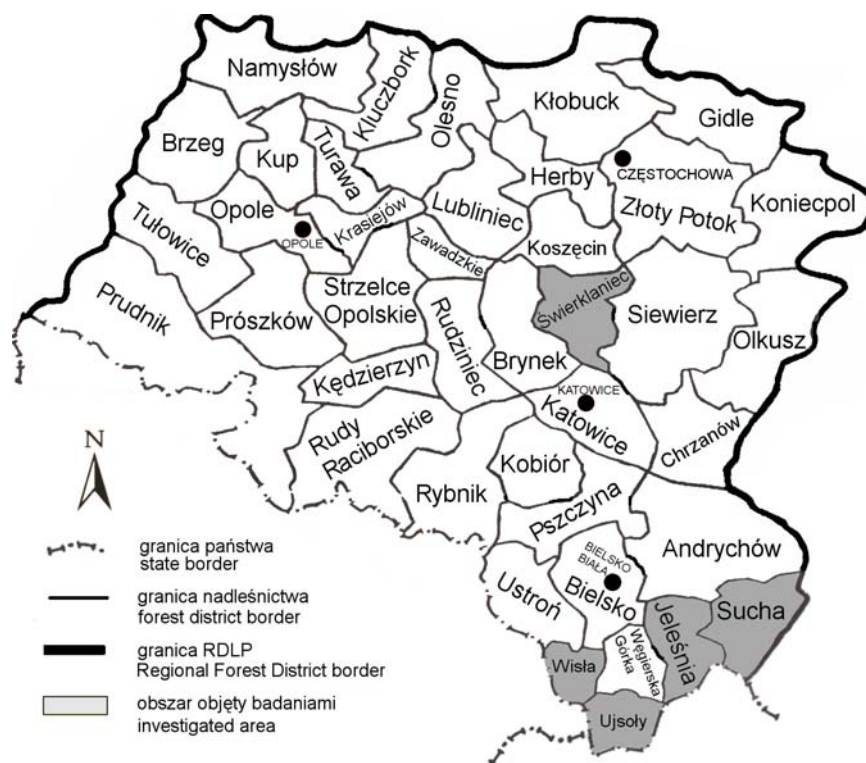 Namysłów
Kluczbork
Olesno
Kłobuck
Gidle
Brzeg
Kup
Turawa
Herby
CZĘSTOCHOWA
Koniecpol
Tułowice
Opole
OPOLE
Krasiejów
Lubliniec
Złoty Potok
Zawadzkie
Koszęcin
Prudnik
Prószków
Strzelce
Opolskie
Świerklaniec
Siewierz
Olkusz
Rudziniec
Brynek
Kędzierzyn
KATOWICE
Katowice
Chrzanów
Rudy
Raciborskie
Kobiór
Rybnik
Pszczyna
Andrychów
BIELSKO
BIAŁA
Bielsko
Ustroń
Jeleśnia
Sucha
Wisła
Węgierska
Górka
Ujsoły
N
granica państwa
state border
granica nadleśnictwa
forest district border
granica RDLP
Regional Forest District border
obszar objęty badaniami
investigated area